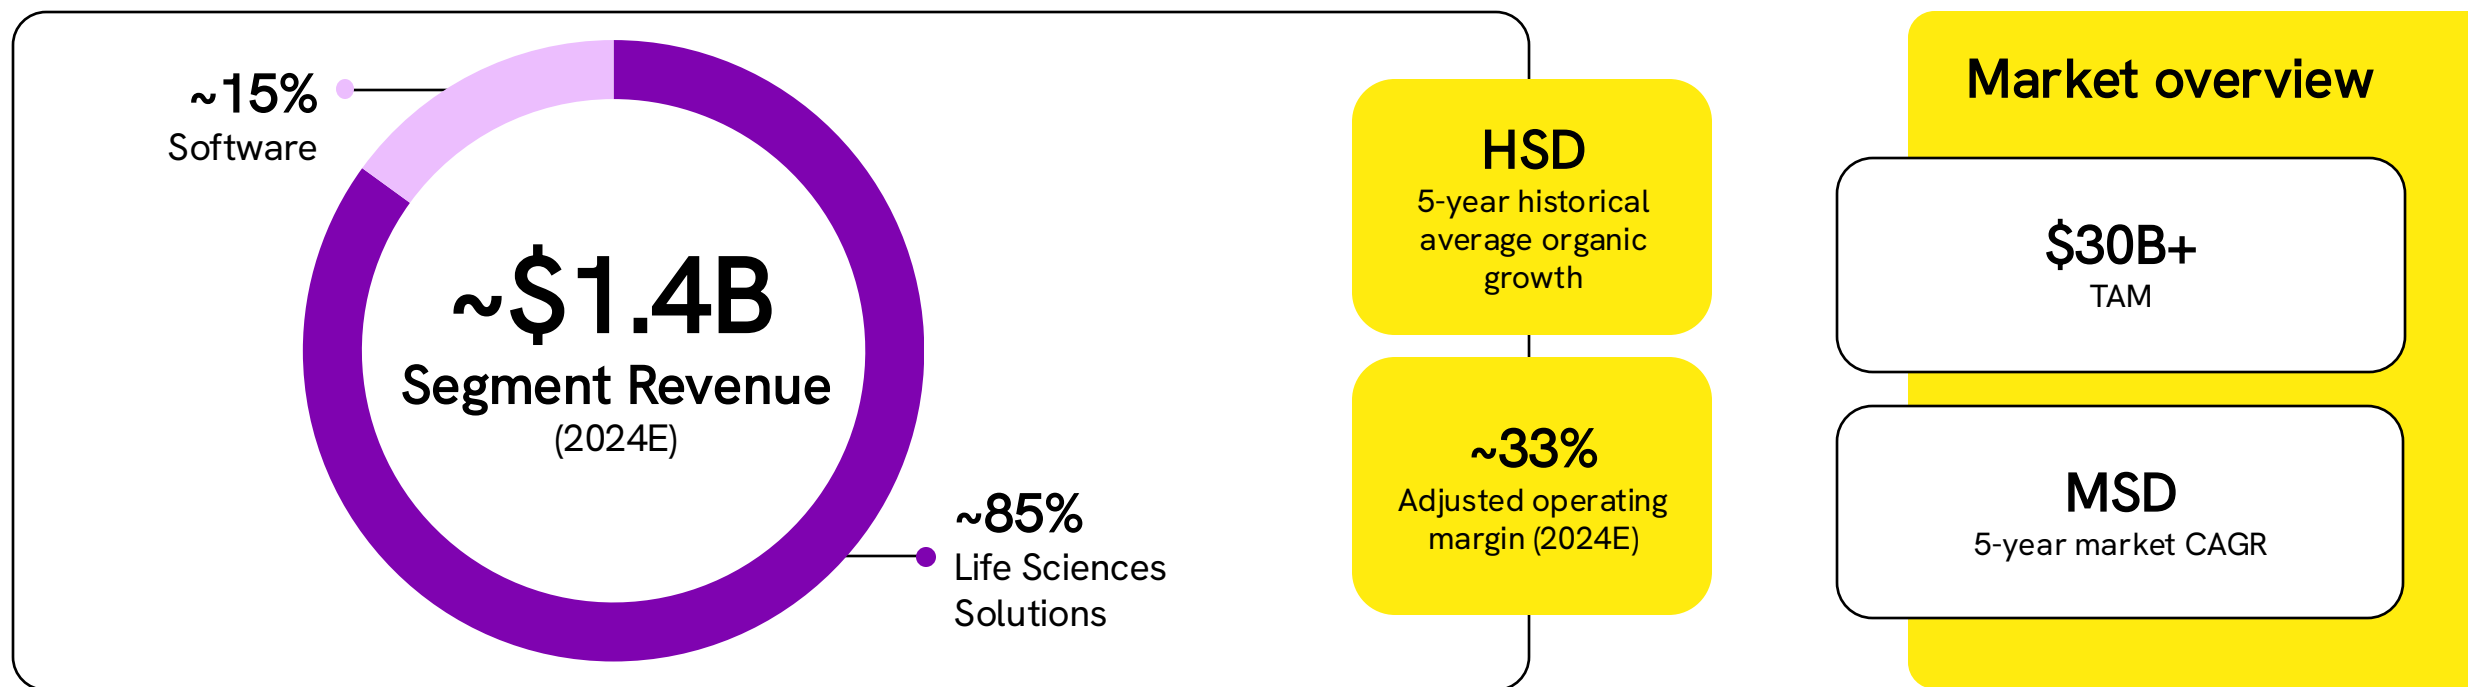 ~15%
Software
~$1.4B
Segment Revenue
(2024E)
~85%
Life Sciences
Solutions
HSD
5-year historical
average organic
growth
~33%
Adjusted operating
margin (2024E)
Market overview
$30B+
TAM
MSD
5-year market CAGR